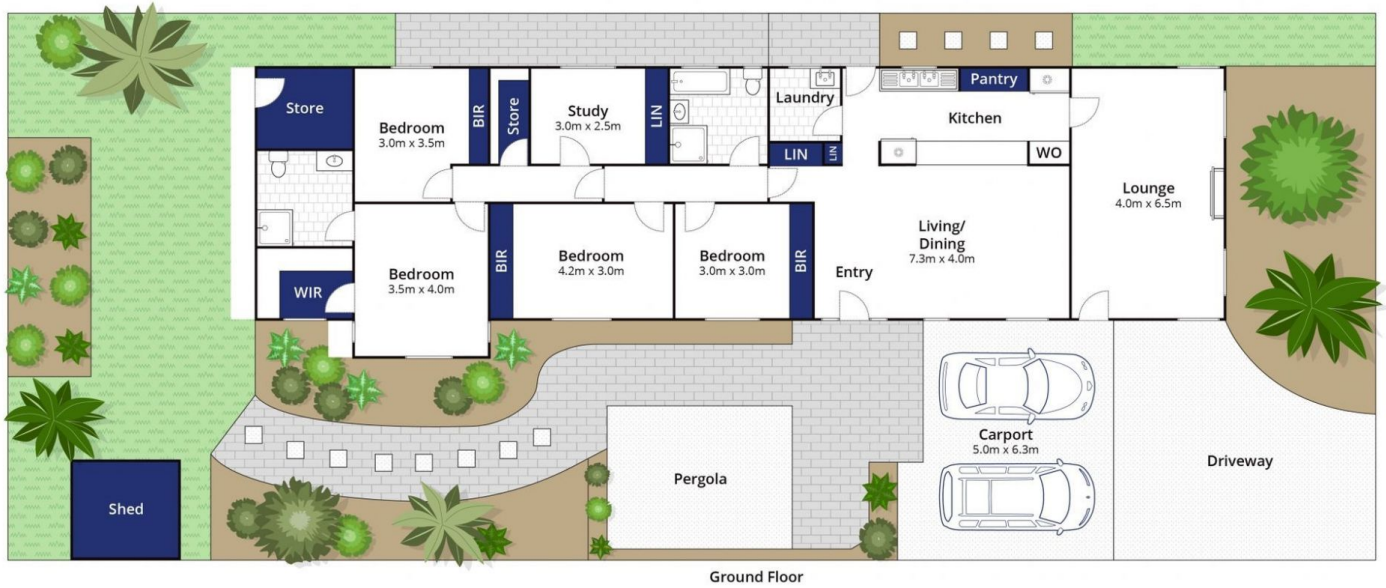 Pantry
Store
Bedroom
3.0m x 3.5m
BIR
Store
Study
3.0m x 2.5m
LIN
Laundry
Kitchen
LIN
LIN
WO
Lounge
4.0m x 6.5m
Living/
Dining
7.3m x 4.0m
Bedroom
3.5m x 4.0m
WIR
BIR
Bedroom
4.2m x 3.0m
Bedroom
3.0m x 3.0m
BIR
Entry
Carport
5.0m x 6.3m
Driveway
Pergola
Shed
Ground Floor